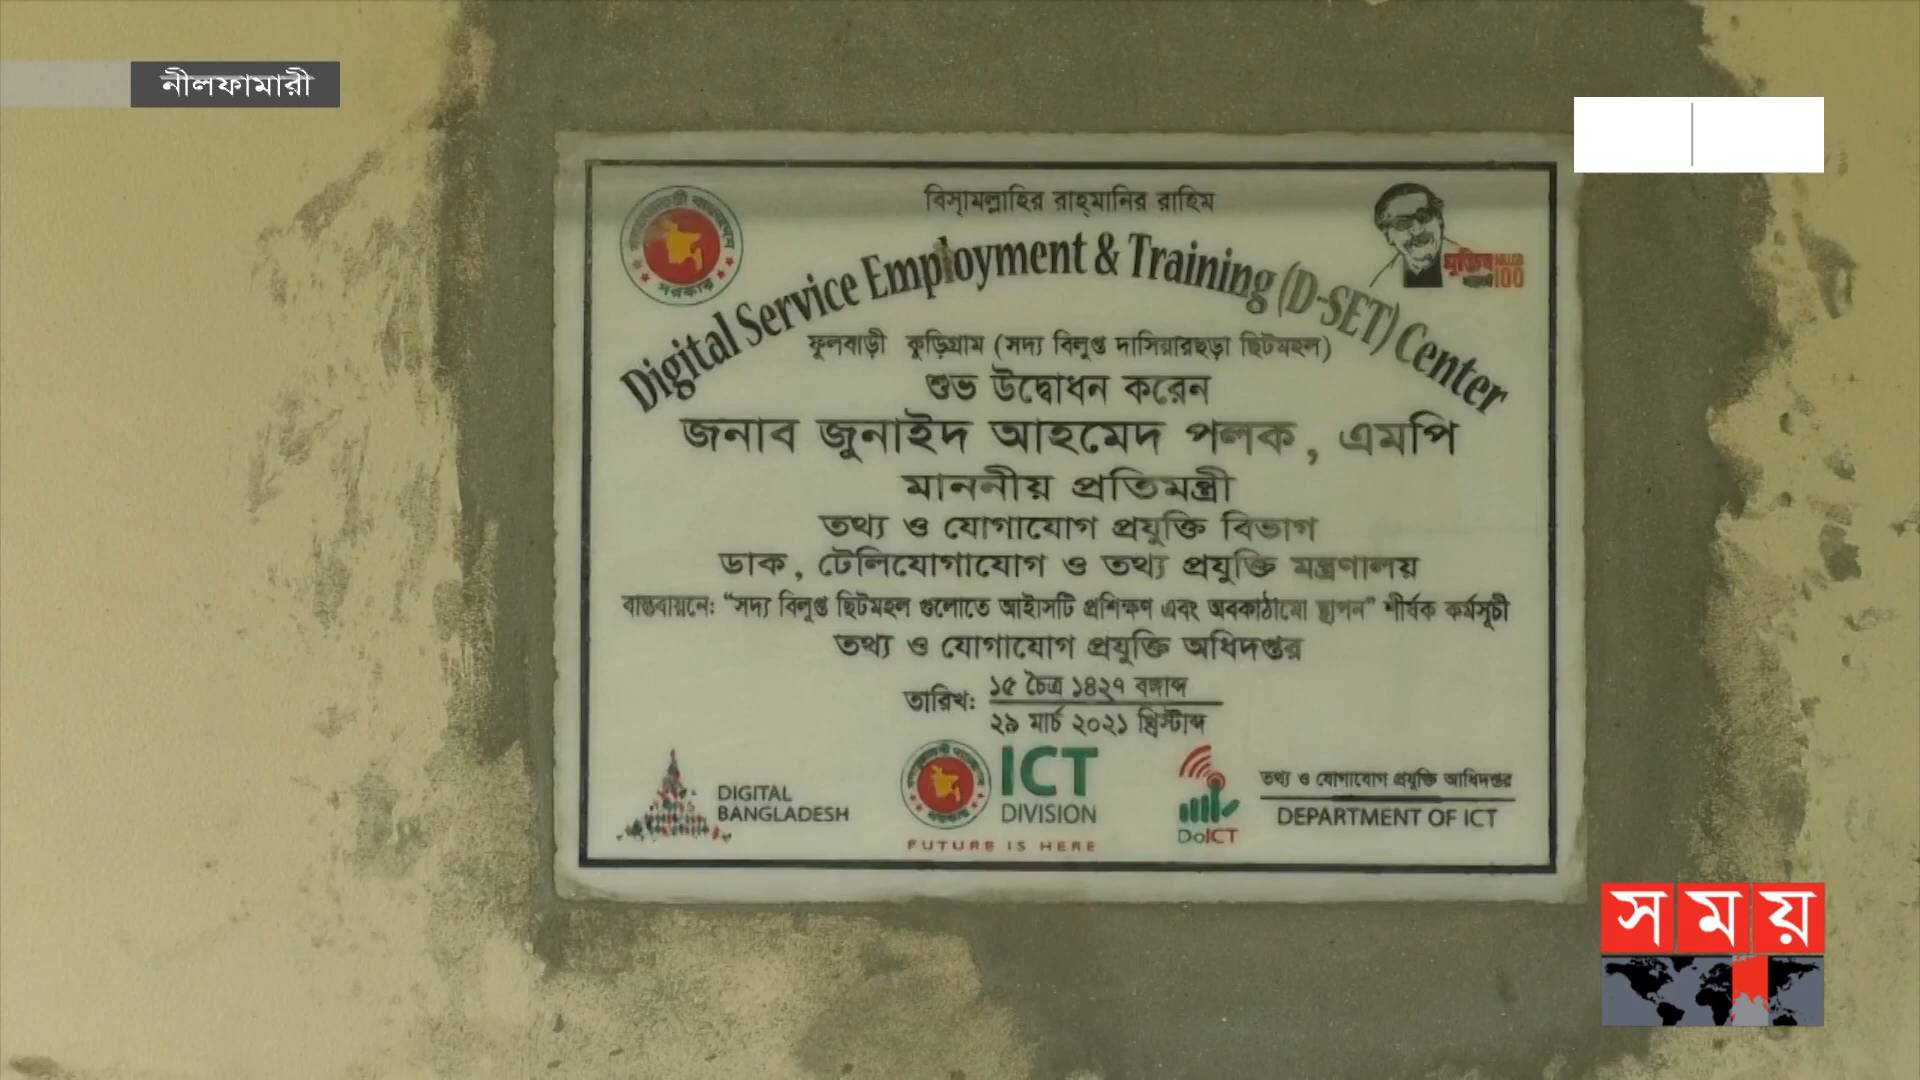 নীলফামারী
বিস্‌মিল্লাহির রাহ্‌মানির রাহিম
Digital Service Employment & Training (D-SET) Center
ফুলবাড়ী কুড়িগ্রাম (সদ্য বিলুপ্ত দাসিয়ারছড়া ছিটমহল)
শুভ উদ্বোধন করেন
জনাব জুনাইদ আহমেদ পলক, এমপি
মাননীয় প্রতিমন্ত্রী
তথ্য ও যোগাযোগ প্রযুক্তি বিভাগ
ডাক, টেলিযোগাযোগ ও তথ্য প্রযুক্তি মন্ত্রণালয়
বাস্তবায়নে: "সদ্য বিলুপ্ত ছিটমহল গুলোতে আইসিটি প্রশিক্ষণ এবং অবকাঠামো স্থাপন" শীর্ষক কর্মসূচী
তথ্য ও যোগাযোগ প্রযুক্তি অধিদপ্তর
তারিখ: ১৫ চৈত্র ১৪২৭ বঙ্গাব্দ
২৯ মার্চ ২০২১ খ্রিস্টাব্দ
DIGITAL
BANGLADESH
ICT
DIVISION
FUTURE IS HERE
DoICT
তথ্য ও যোগাযোগ প্রযুক্তি অধিদপ্তর
DEPARTMENT OF ICT
সময়